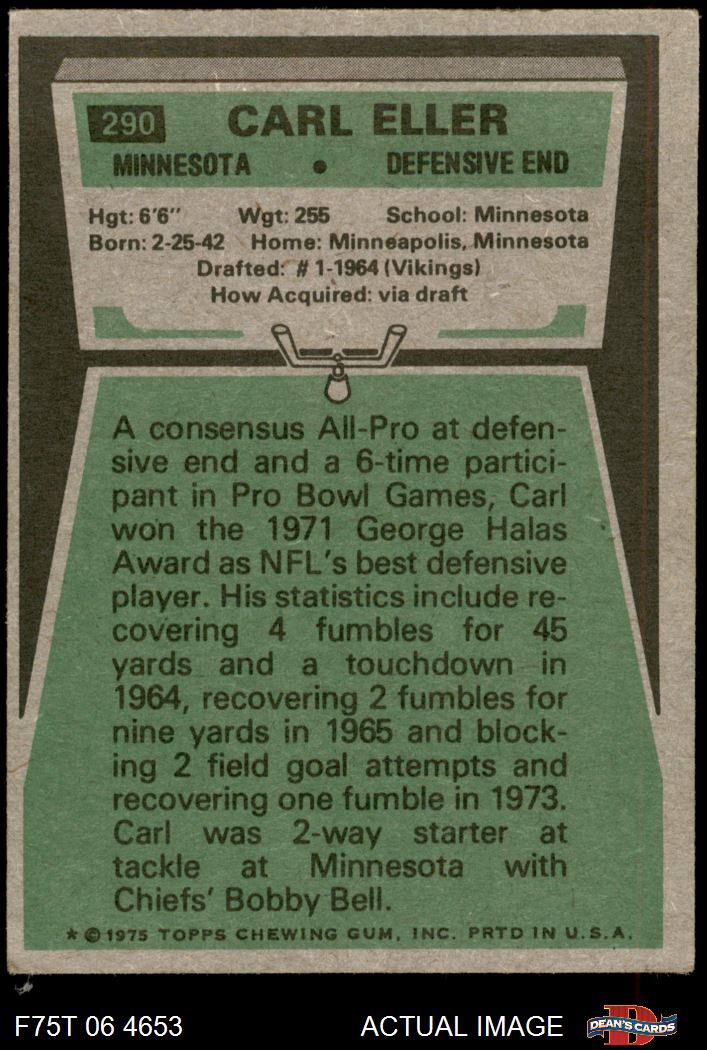 290 CARL ELLER
MINNESOTA • DEFENSIVE END
Hgt: 6'6" Wgt: 255 School: Minnesota
Born: 2-25-42 Home: Minneapolis, Minnesota
Drafted: #1-1964 (Vikings)
How Acquired: via draft
A consensus All-Pro at defen-
sive end and a 6-time partici-
pant in Pro Bowl Games, Carl
won the 1971 George Halas
Award as NFL's best defensive
player. His statistics include re-
covering 4 fumbles for 45
yards and a touchdown in
1964, recovering 2 fumbles for
nine yards in 1965 and block-
ing 2 field goal attempts and
recovering one fumble in 1973.
Carl was 2-way starter at
tackle at Minnesota with
Chiefs' Bobby Bell.
* © 1975 TOPPS CHEWING GUM, INC. PRTD IN U.S.A.
F75T 06 4653 ACTUAL IMAGE D DEAN'S CARDS